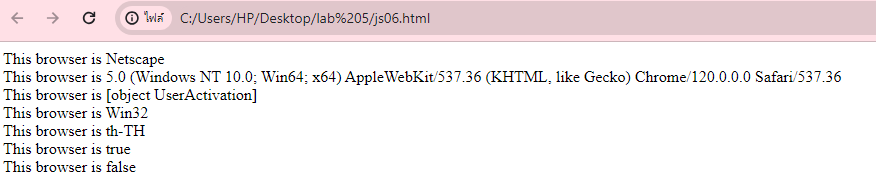 ไฟล์ C:/Users/HP/Desktop/lab%205/js06.html
This browser is Netscape
This browser is 5.0 (Windows NT 10.0; Win64; x64) AppleWebKit/537.36 (KHTML, like Gecko) Chrome/120.0.0.0 Safari/537.36
This browser is [object UserActivation]
This browser is Win32
This browser is th-TH
This browser is true
This browser is false